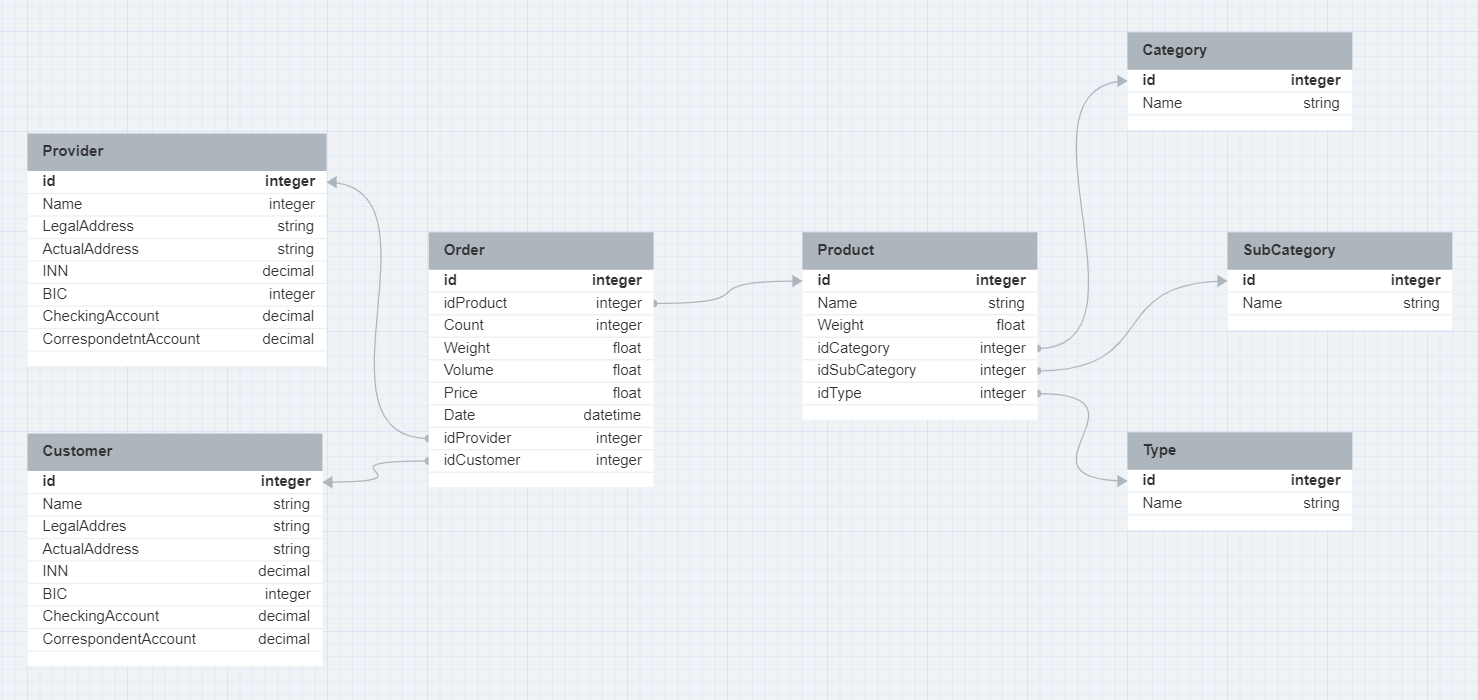 Category
id integer
Name string
Provider
id integer
Name integer
LegalAddress string
ActualAddress string
INN decimal
BIC integer
CheckingAccount decimal
CorrespondetntAccount decimal
Order
id integer
idProduct integer
Count integer
Weight float
Volume float
Price float
Date datetime
idProvider integer
idCustomer integer
Product
id integer
Name string
Weight float
idCategory integer
idSubCategory integer
idType integer
SubCategory
id integer
Name string
Customer
id integer
Name string
LegalAddres string
ActualAddress string
INN decimal
BIC integer
CheckingAccount decimal
CorrespondentAccount decimal
Type
id integer
Name string